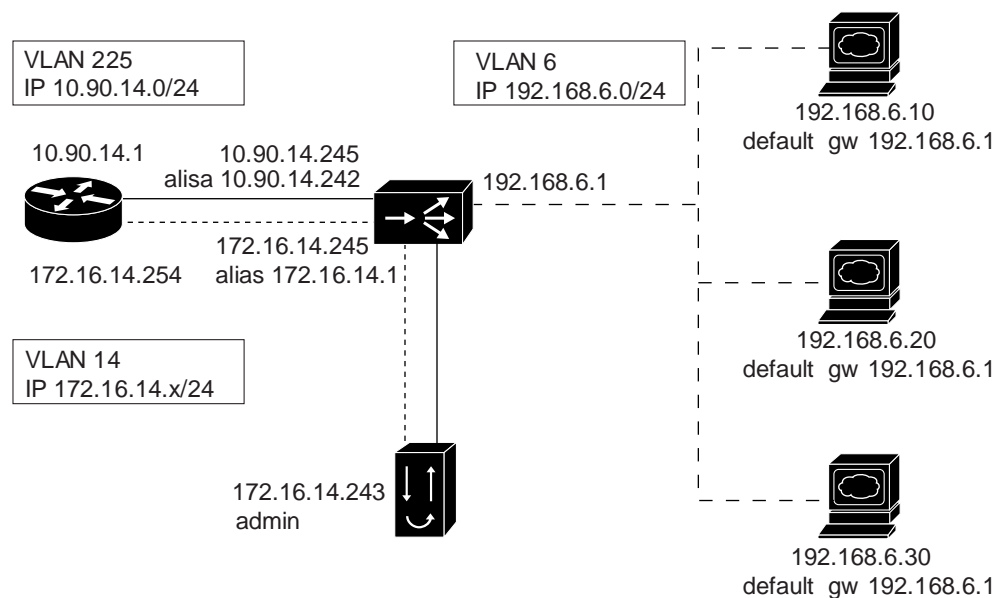 VLAN 225
IP 10.90.14.0/24
VLAN 6
IP 192.168.6.0/24
192.168.6.10
default gw 192.168.6.1
10.90.14.1
10.90.14.245
alisa 10.90.14.242
192.168.6.1
172.16.14.254
172.16.14.245
alias 172.16.14.1
192.168.6.20
default gw 192.168.6.1
VLAN 14
IP 172.16.14.x/24
172.16.14.243
admin
192.168.6.30
default gw 192.168.6.1